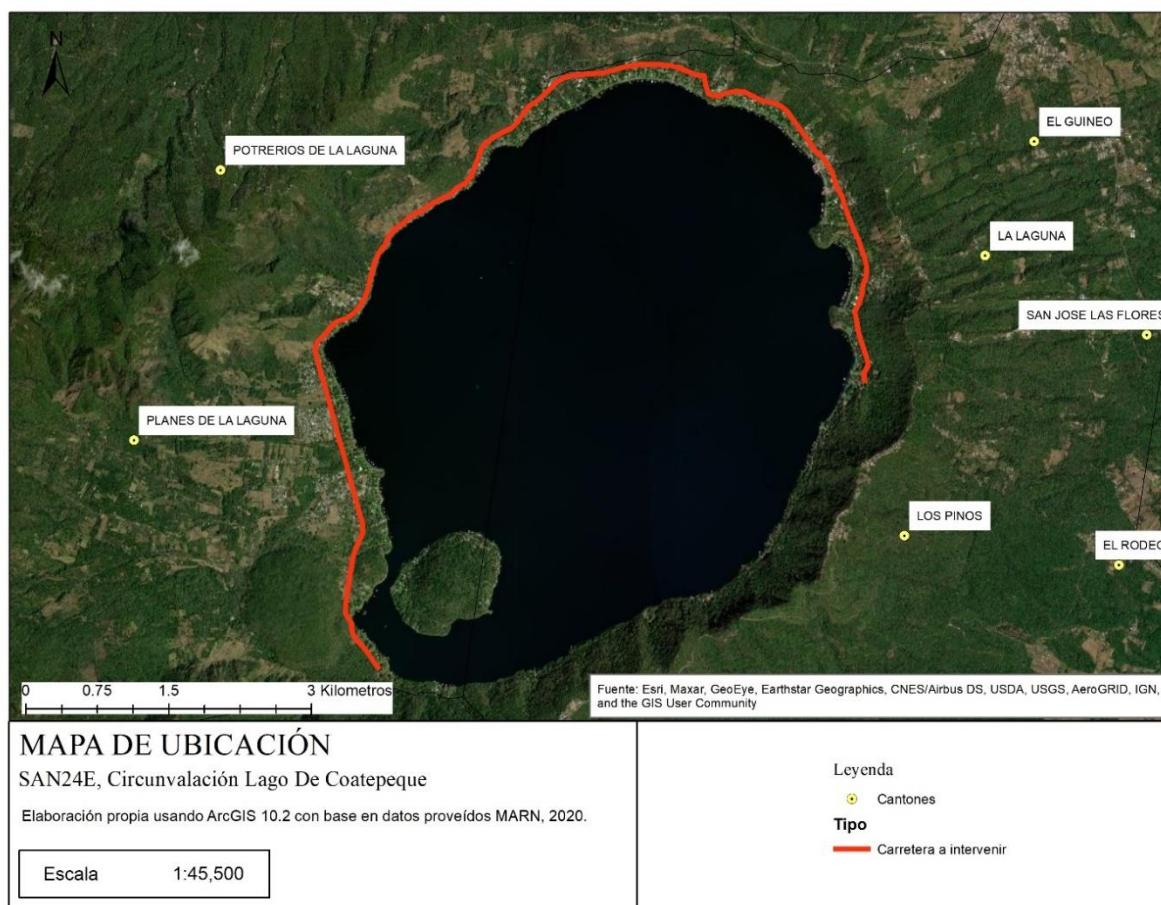 N
POTRERIOS DE LA LAGUNA
EL GUINEO
LA LAGUNA
SAN JOSE LAS FLORES
PLANES DE LA LAGUNA
LOS PINOS
EL RODEO
0 0.75 1.5 3 Kilometros
Fuente: Esri, Maxar, GeoEye, Earthstar Geographics, CNES/Airbus DS, USDA, USGS, AeroGRID, IGN,
and the GIS User Community
MAPA DE UBICACIÓN
SAN24E, Circunvalación Lago De Coatepeque
Elaboración propia usando ArcGIS 10.2 con base en datos proveídos MARN, 2020.
Escala 1:45,500
Leyenda
Cantones
Tipo
Carretera a intervenir